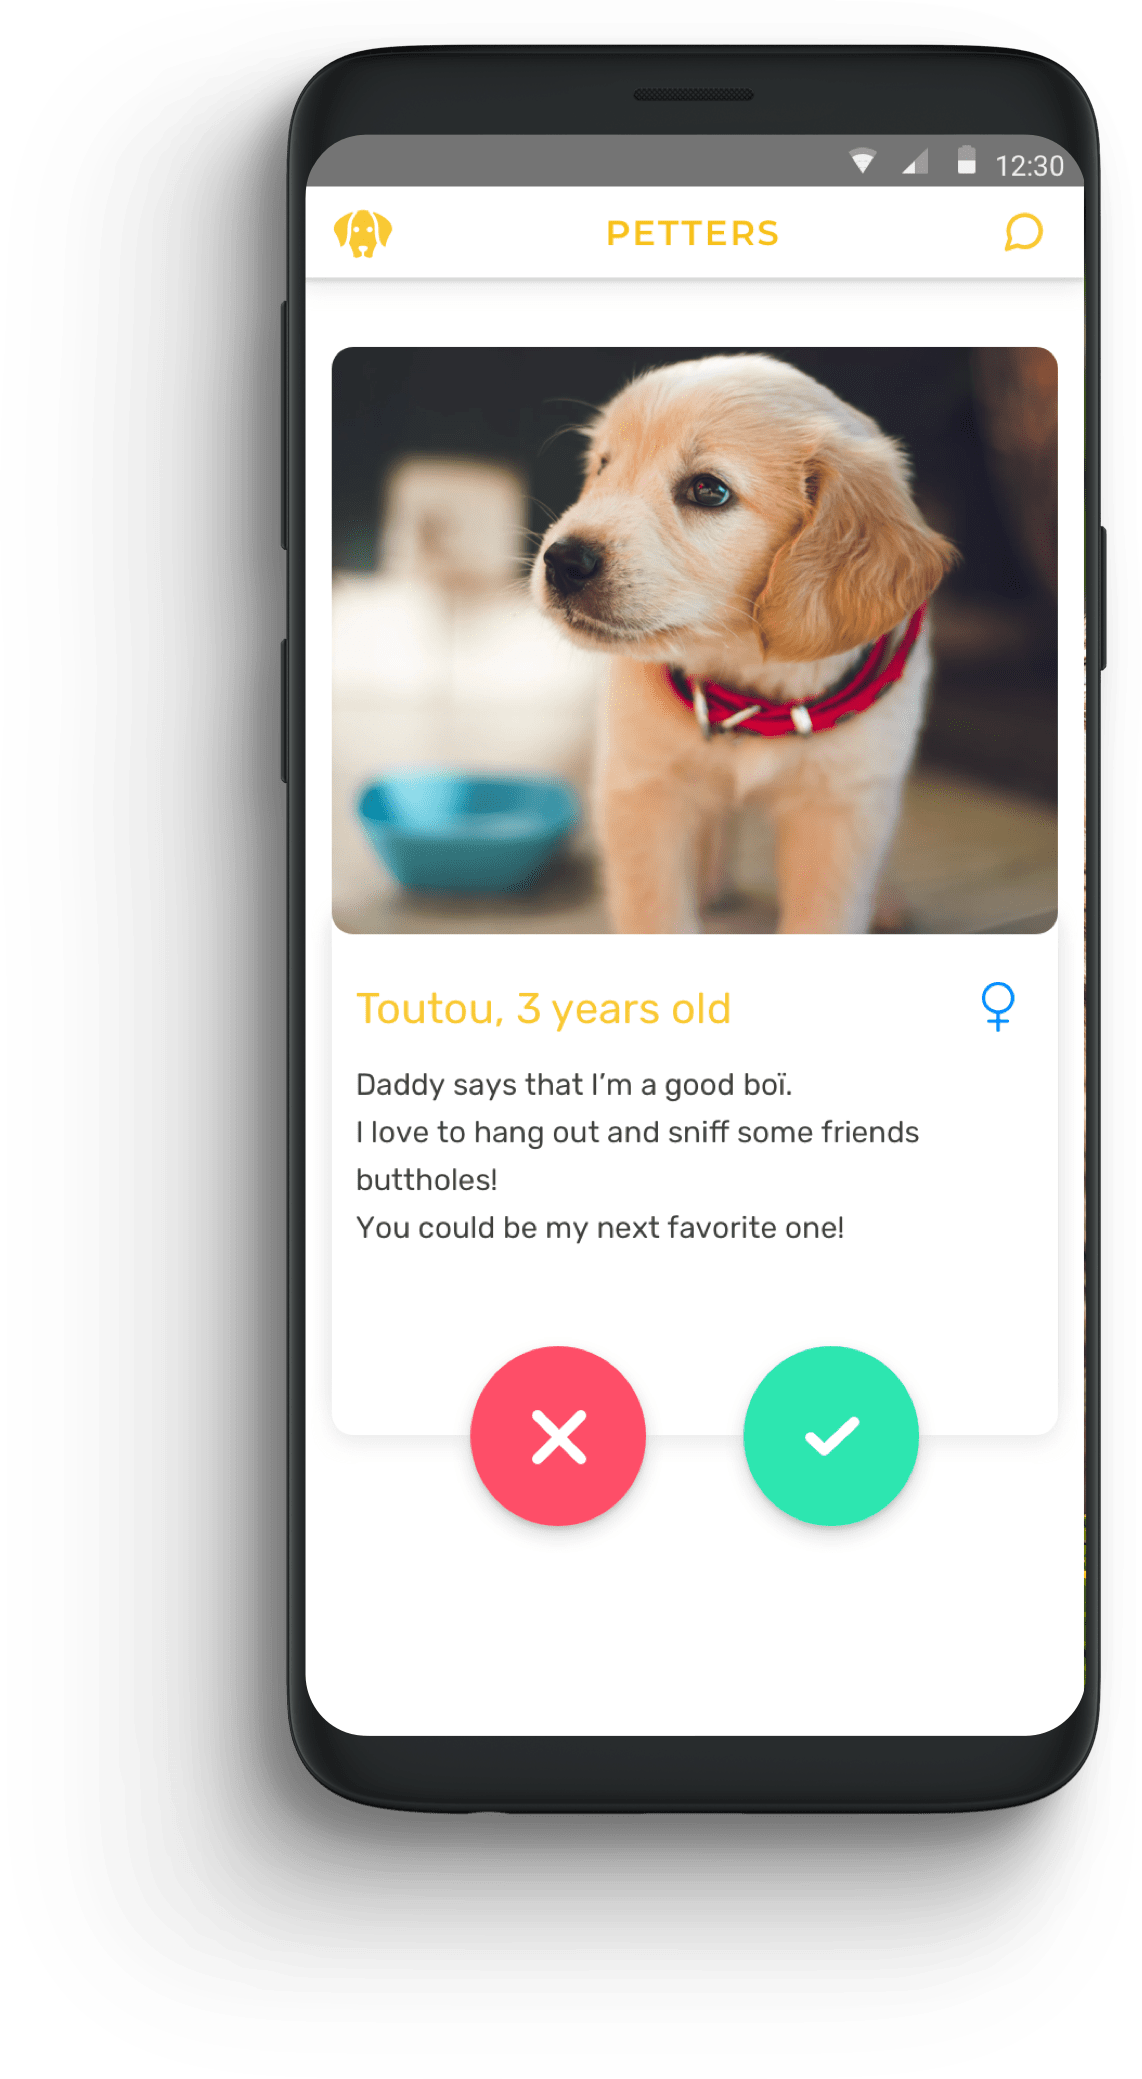 12:30
PETTERS
Toutou, 3 years old
Daddy says that I’m a good boï.
I love to hang out and sniff some friends
buttholes!
You could be my next favorite one!